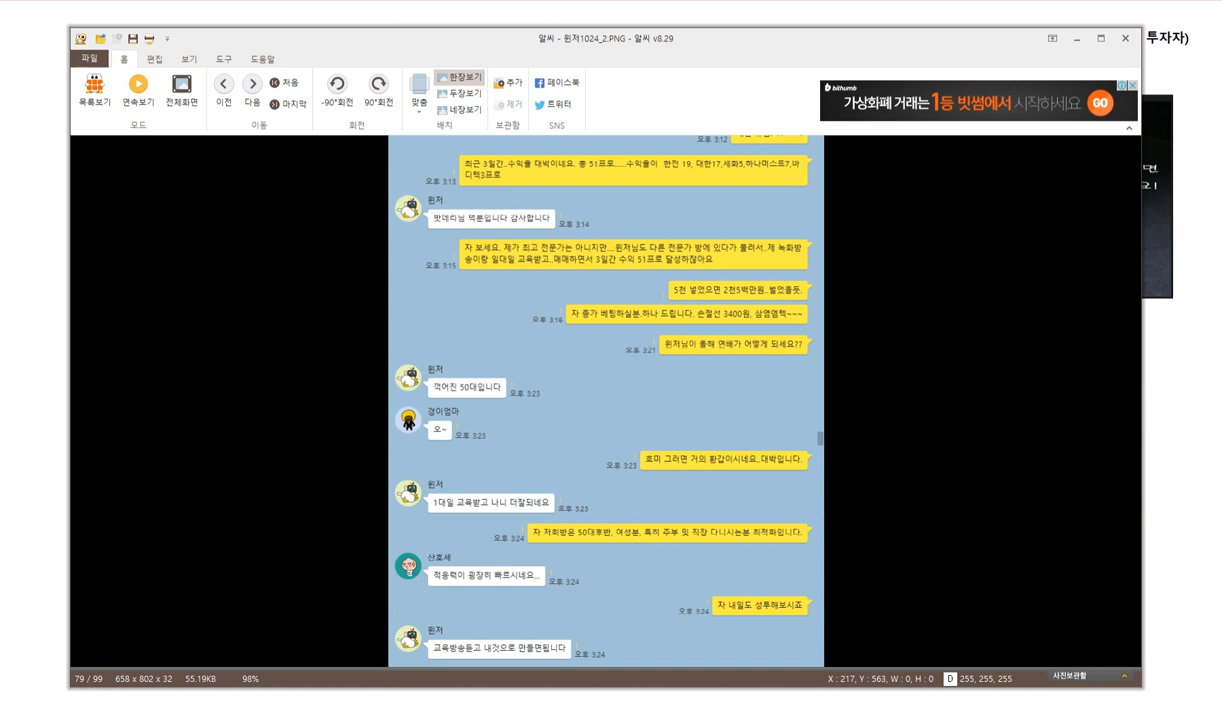 투자자)
알씨 - 윈저1024_2.PNG - 알씨 v8.29
파일 홈 편집 보기 도구 도움말
목록보기 연속보기 전체화면
모드
이전 다음 처음 마지막
이동
-90°회전 90°회전
회전
맞춤 한장보기 두장보기 네장보기
배치
추가 제거
보관함
페이스북 트위터
SNS
bithumb
가상화폐 거래는 1등 빗썸에서 시작하세요 GO
오후 3:12
최근 3일간..수익율 대박이네요. 총 51프로......수익율이 한전 19, 대한17,세화5,하나머스트7,바
디텍3프로
오후 3:13
윈저
팟데리님 덕분입니다 감사합니다
오후 3:14
자 보세요, 제가 최고 전문가는 아니지만....윈저님도 다른 전문가 방에 있다가 물려서..제 녹화방
송이랑 일대일 교육받고..매매하면서 3일간 수익 51프로 달성하잖아요
오후 3:15
5천 넣었으면 2천5백만원..벌었을듯.
자 종가 베팅하실분.하나 드립니다. 손절선 3400원, 삼영엠텍~~~
오후 3:16
윈저님이 올해 연배가 어떻게 되세요??
오후 3:21
윈저
꺽어진 50대입니다
오후 3:23
경이엄마
오~
오후 3:23
흐미 그러면 거의 환갑이시네요..대박입니다.
오후 3:23
윈저
1대일 교육받고 나니 더잘되네요
오후 3:23
자 저희방은 50대후반, 여성분, 특히 주부 및 직장 다니시는분 최적화입니다.
오후 3:24
산호세
적응력이 굉장히 빠르시네요...
오후 3:24
자 내일도 성투해보시죠
오후 3:24
윈저
교육방송듣고 내것으로 만들면됩니다
오후 3:24
79 / 99 658 x 802 x 32 55.19KB 98%
X : 217, Y : 563, W : 0, H : 0 D 255, 255, 255 사진보관함
면
요!